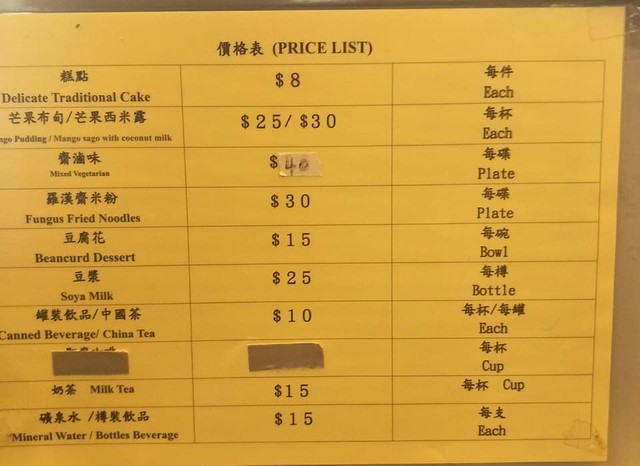 價格表 (PRICE LIST)
糕點 $8 每件
Delicate Traditional Cake Each
芒果布甸/芒果西米露 $25/$30 每杯
Pudding / Mango sago with coconut milk Each
齋滷味 $40 每碟
Mixed Vegetarian Plate
羅漢齋米粉 $30 每碟
Fungus Fried Noodles Plate
豆腐花 $15 每碗
Beancurd Dessert Bowl
豆漿 $25 每樽
Soya Milk Bottle
罐裝飲品/中國茶 $10 每杯/每罐
Canned Beverage/ China Tea Each
每杯
Cup
奶茶 Milk Tea $15 每杯 Cup
礦泉水 /樽裝飲品 $15 每支
Mineral Water / Bottles Beverage Each